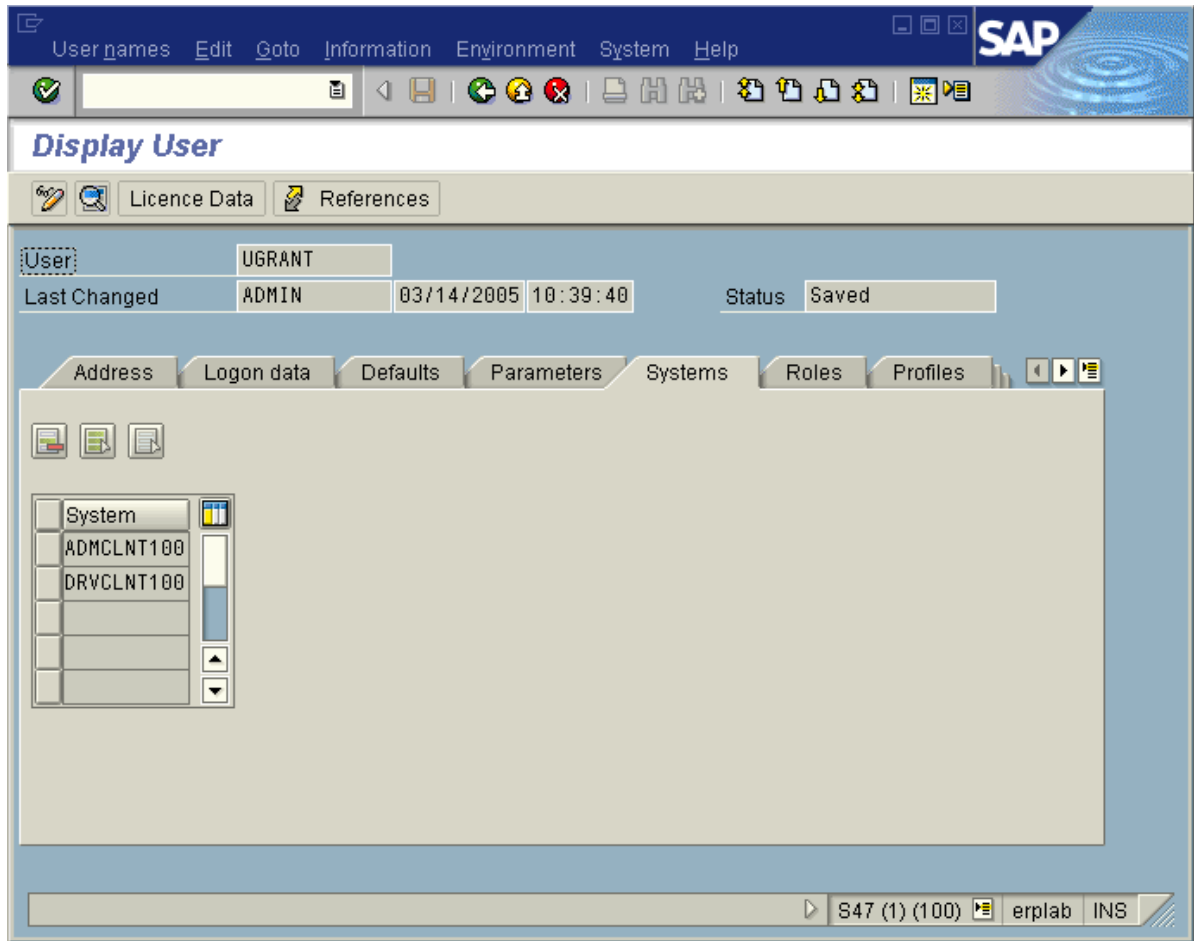 User names Edit Goto Information Environment System Help
SAP
Display User
Licence Data References
User UGRANT
Last Changed ADMIN 03/14/2005 10:39:40 Status Saved
Address Logon data Defaults Parameters Systems Roles Profiles
System
ADMCLNT100
DRVCLNT100
S47 (1) (100) erplab INS